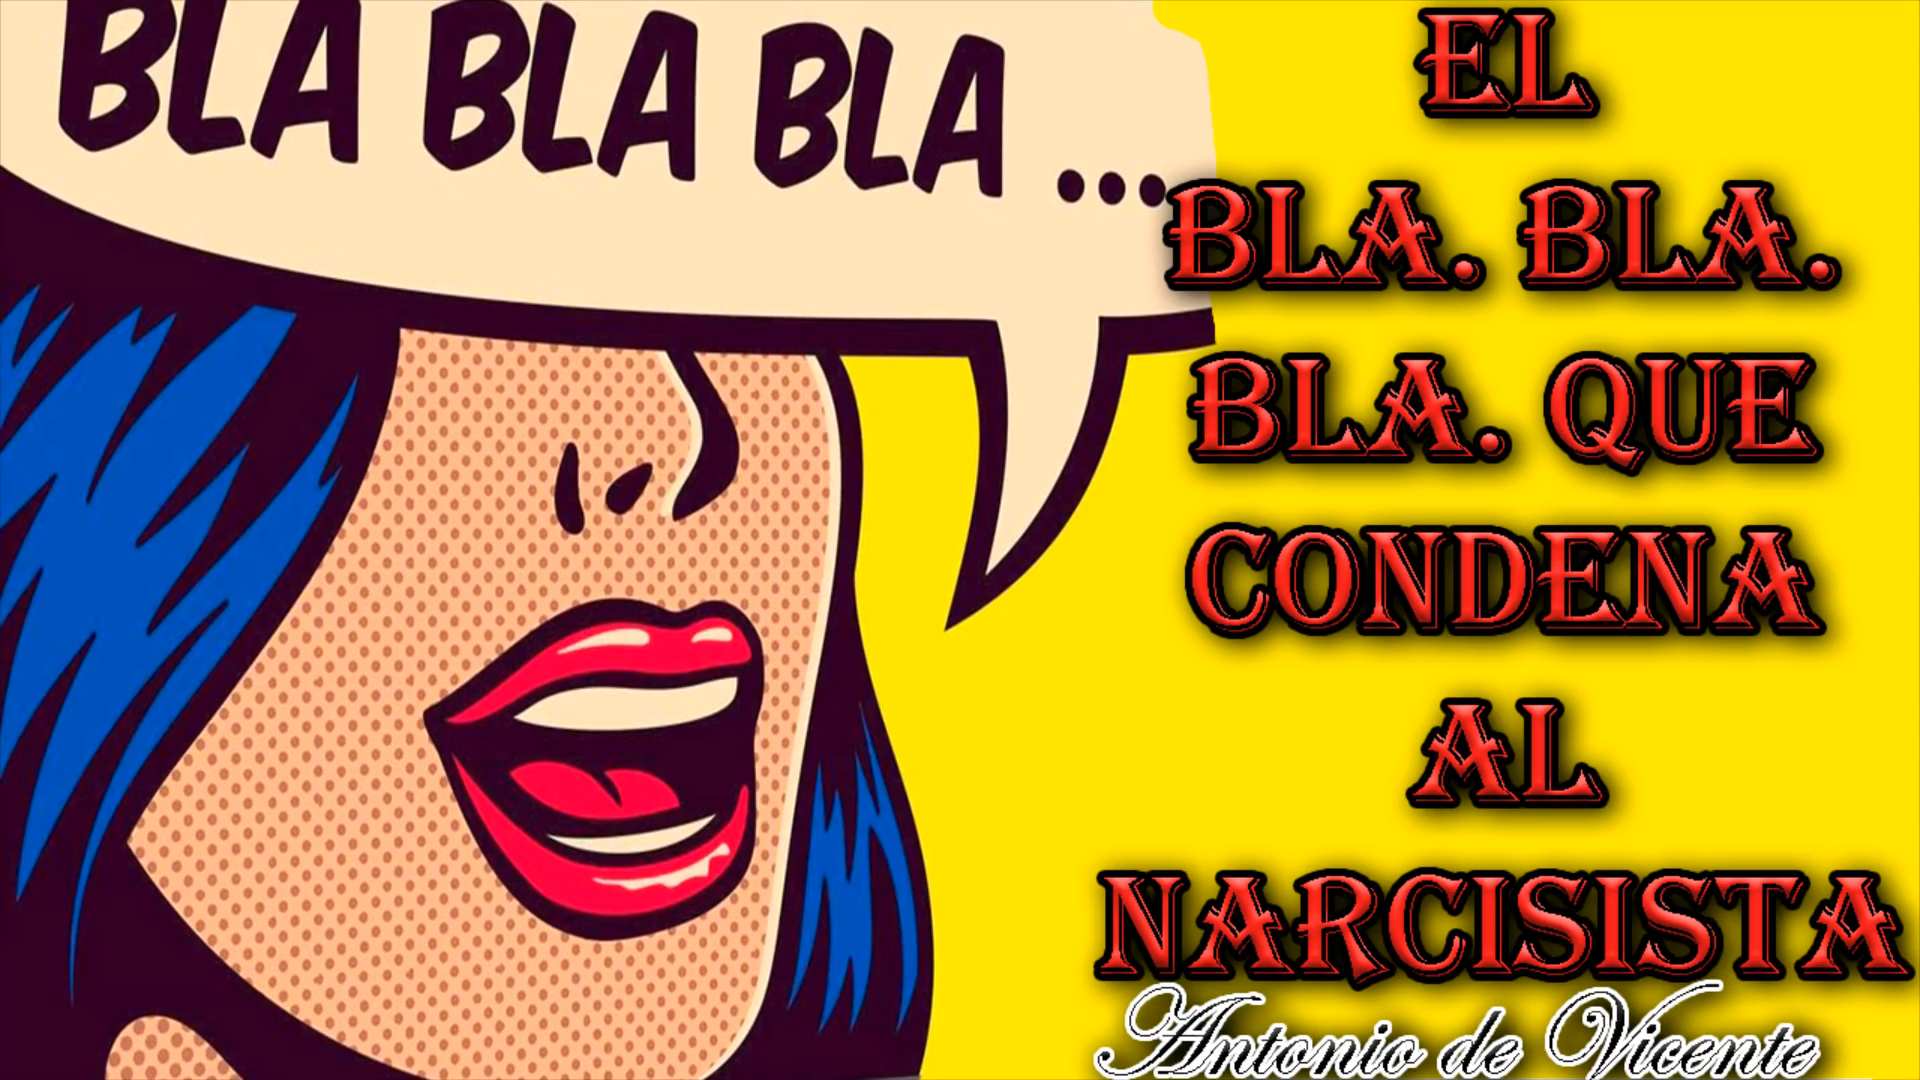 BLA BLA BLA ...
EL
BLA. BLA.
BLA. QUE
CONDENA
AL
NARCISISTA
Antonio de Vicente